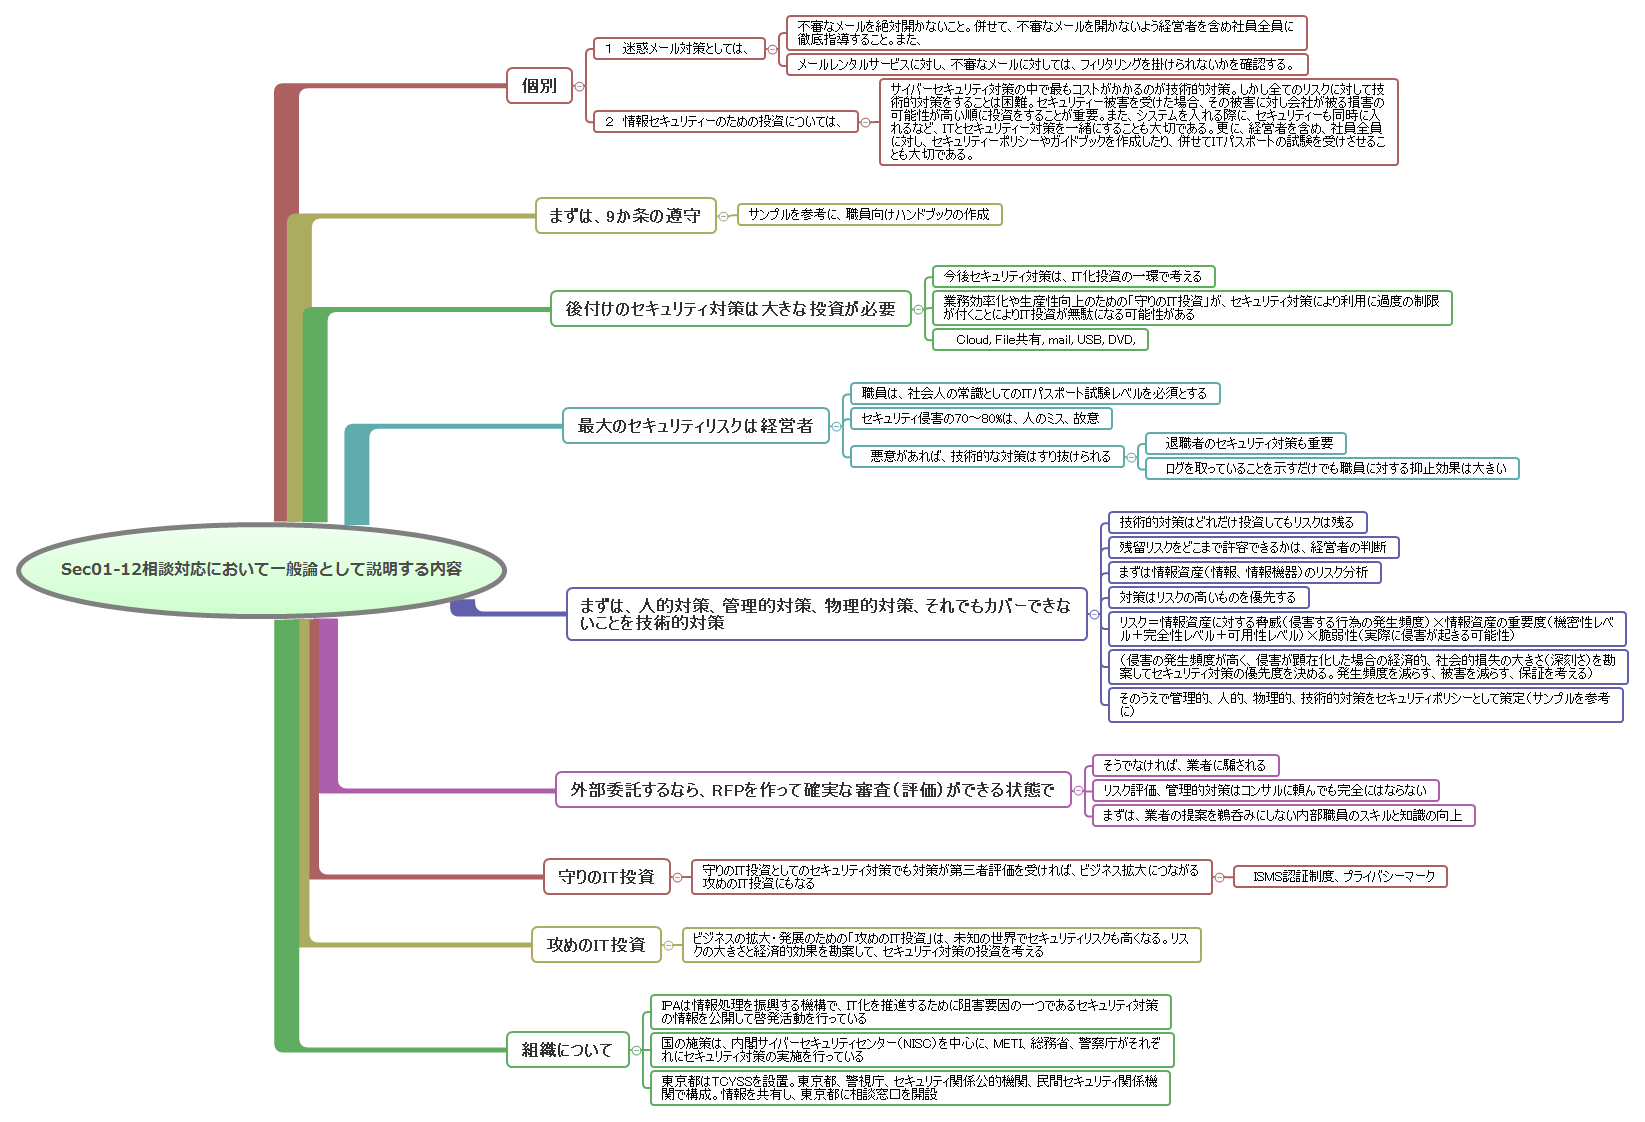 個別
１　迷惑メール対策としては、
不審なメールを絶対開かないこと。併せて、不審なメールを開かないよう経営者を含め社員全員に
徹底指導すること。また、
メールレンタルサービスに対し、不審なメールに対しては、フィリタリングを掛けられないかを確認する。
２　情報セキュリティーのための投資については、
サイバーセキュリティ対策の中で最もコストがかかるのが技術的対策。しかし全てのリスクに対して技
術的対策をすることは困難。セキュリティー被害を受けた場合、その被害に対し会社が被る損害の
可能性が高い順に投資をすることが重要。また、システムを入れる際に、セキュリティーも同時に入
れるなど、ITとセキュリティー対策を一緒にすることも大切である。更に、経営者を含め、社員全員
に対し、セキュリティーポリシーやガイドブックを作成したり、併せてITパスポートの試験を受けさせるこ
とも大切である。
まずは、9か条の遵守
サンプルを参考に、職員向けハンドブックの作成
後付けのセキュリティ対策は大きな投資が必要
今後セキュリティ対策は、IT化投資の一環で考える
業務効率化や生産性向上のための「守りのIT投資」が、セキュリティ対策により利用に過度の制限
が付くことによりIT投資が無駄になる可能性がある
Cloud, File共有, mail, USB, DVD,
最大のセキュリティリスクは経営者
職員は、社会人の常識としてのITパスポート試験レベルを必須とする
セキュリティ侵害の70～80%は、人のミス、故意
悪意があれば、技術的な対策はすり抜けられる
退職者のセキュリティ対策も重要
ログを取っていることを示すだけでも職員に対する抑止効果は大きい
Sec01-12相談対応において一般論として説明する内容
まずは、人的対策、管理的対策、物理的対策、それでもカバーできな
いことを技術的対策
技術的対策はどれだけ投資してもリスクは残る
残留リスクをどこまで許容できるかは、経営者の判断
まずは情報資産（情報、情報機器）のリスク分析
対策はリスクの高いものを優先する
リスク＝情報資産に対する脅威（侵害する行為の発生頻度）×情報資産の重要度（機密性レベ
ル＋完全性レベル＋可用性レベル）×脆弱性（実際に侵害が起きる可能性）
（侵害の発生頻度が高く、侵害が顕在化した場合の経済的、社会的損失の大きさ（深刻さ）を勘
案してセキュリティ対策の優先度を決める。発生頻度を減らす、被害を減らす、保証を考える）
そのうえで管理的、人的、物理的、技術的対策をセキュリティポリシーとして策定（サンプルを参考
に）
外部委託するなら、RFPを作って確実な審査（評価）ができる状態で
そうでなければ、業者に騙される
リスク評価、管理的対策はコンサルに頼んでも完全にはならない
まずは、業者の提案を鵜呑みにしない内部職員のスキルと知識の向上
守りのIT投資
守りのIT投資としてのセキュリティ対策でも対策が第三者評価を受ければ、ビジネス拡大につながる
攻めのIT投資にもなる
ISMS認証制度、プライバシーマーク
攻めのIT投資
ビジネスの拡大・発展のための「攻めのIT投資」は、未知の世界でセキュリティリスクも高くなる。リス
クの大きさと経済的効果を勘案して、セキュリティ対策の投資を考える
組織について
IPAは情報処理を振興する機構で、IT化を推進するために阻害要因の一つであるセキュリティ対策
の情報を公開して啓発活動を行っている
国の施策は、内閣サイバーセキュリティセンター（NISC）を中心に、METI、総務省、警察庁がそれぞ
れにセキュリティ対策の実施を行っている
東京都はTCYSSを設置。東京都、警視庁、セキュリティ関係公的機関、民間セキュリティ関係機
関で構成。情報を共有し、東京都に相談窓口を開設